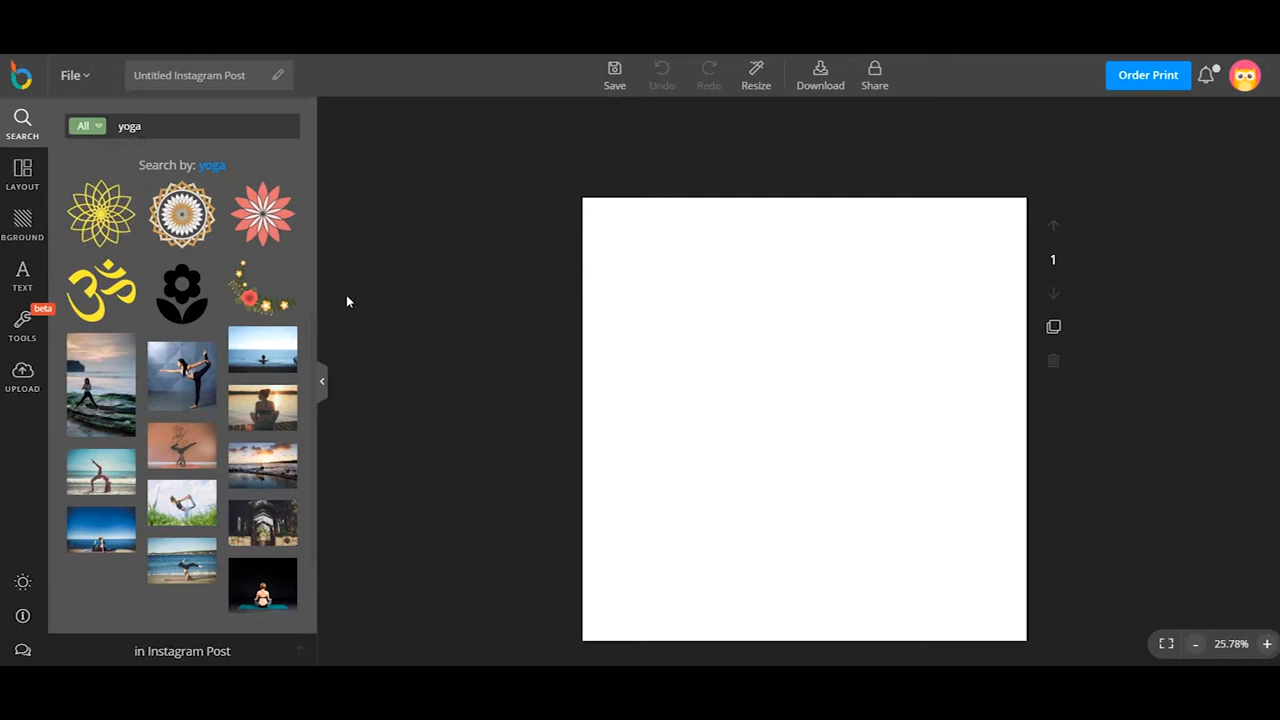 File
Untitled Instagram Post
Save
Undo
Redo
Resize
Download
Share
Order Print
SEARCH
All
yoga
Search by: yoga
LAYOUT
BGROUND
TEXT
beta
TOOLS
UPLOAD
1
in Instagram Post
- 25.78% +